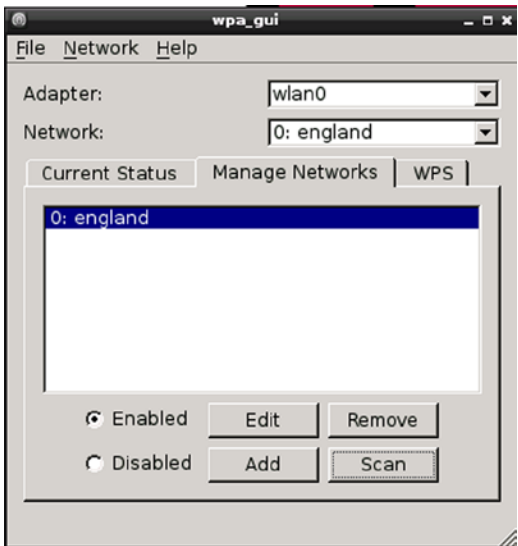 wpa_gui
File Network Help
Adapter: wlan0
Network: 0: england
Current Status Manage Networks WPS
0: england
Enabled Edit Remove
Disabled Add Scan